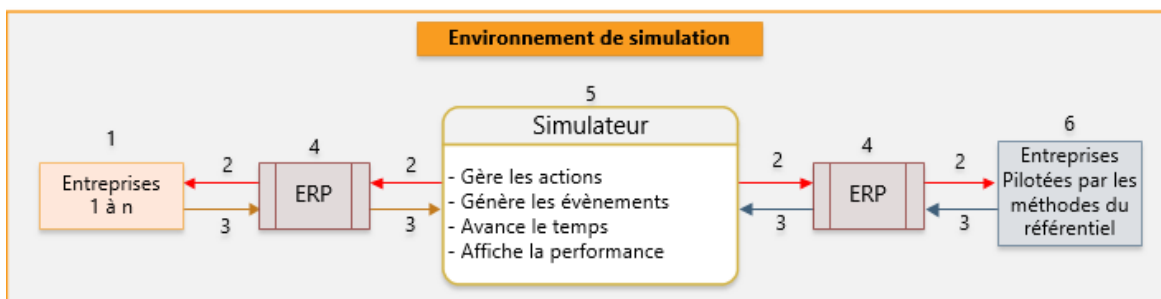 Environnement de simulation
5
Simulateur
1
4
4
6
2
2
2
2
Entreprises
1 à n
ERP
- Gère les actions
- Génère les évènements
- Avance le temps
- Affiche la performance
ERP
Entreprises
Pilotées par les
méthodes du
référentiel
3
3
3
3